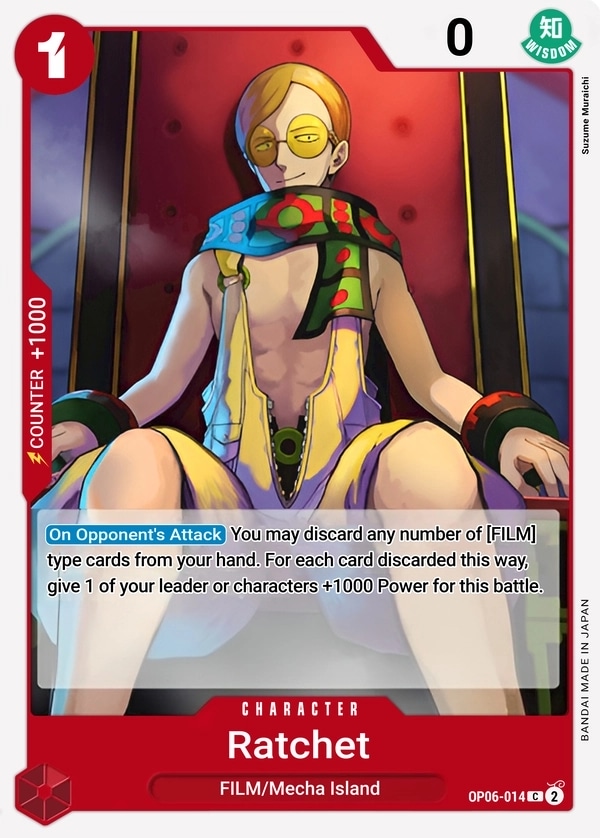 1
0
知
WISDOM
Suzume Muraichi
COUNTER +1000
On Opponent's Attack You may discard any number of [FILM]
type cards from your hand. For each card discarded this way,
give 1 of your leader or characters +1000 Power for this battle.
BANDAI MADE IN JAPAN
CHARACTER
Ratchet
FILM/Mecha Island
OP06-014 C 2